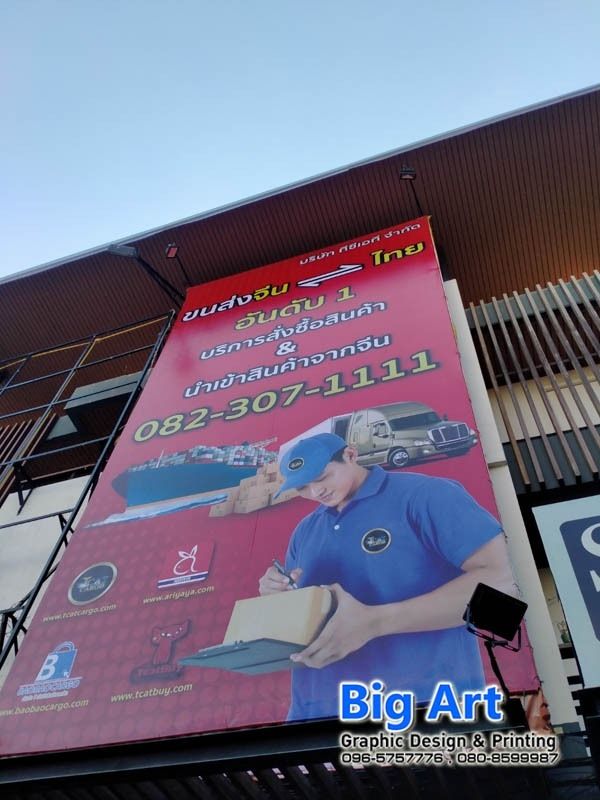 บริษัท ทีซีเอที จำกัด
ขนส่งจีน ⇌ ไทย
อันดับ 1
บริการสั่งซื้อสินค้า
&
นำเข้าสินค้าจากจีน
082-307-1111
www.tcatcargo.com
www.ariyaya.com
TcatBuy
BAOBAOCARGO
www.baobaocargo.com
www.tcatbuy.com
Big Art
Graphic Design & Printing
096-5757776 , 080-8599987